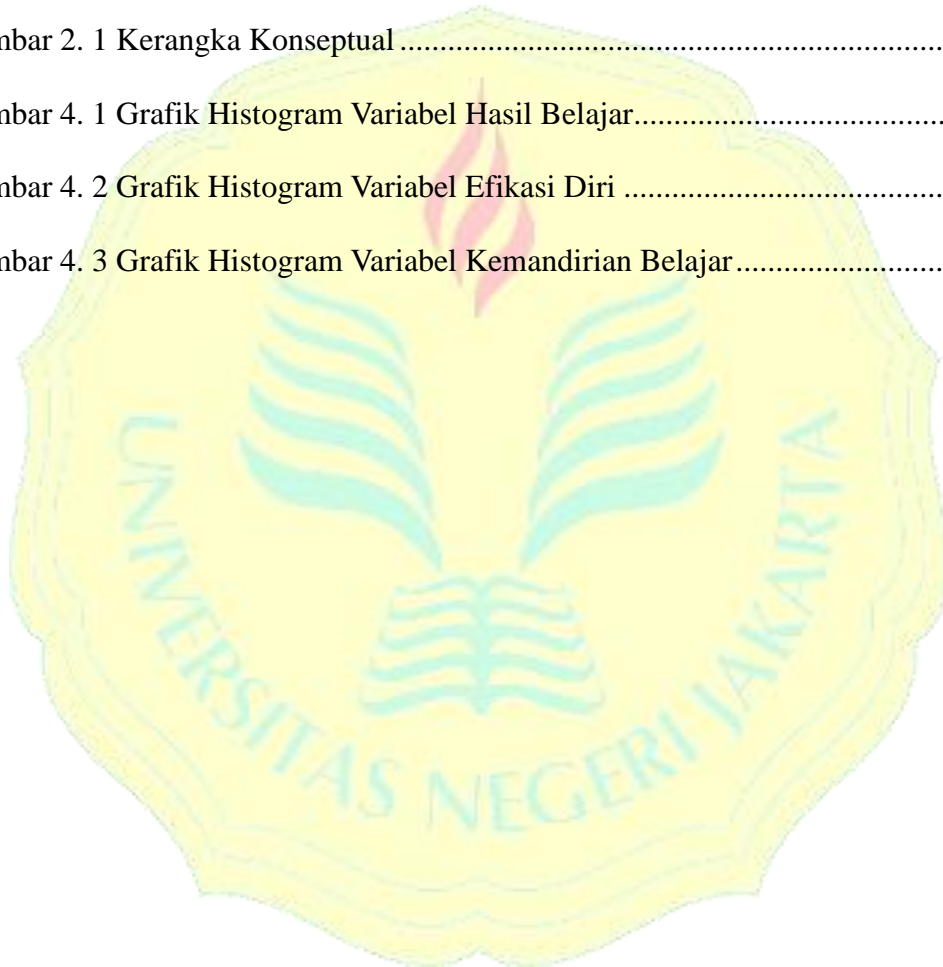 mbar 2. 1 Kerangka Konseptual ....................................................................
mbar 4. 1 Grafik Histogram Variabel Hasil Belajar.......................................
mbar 4. 2 Grafik Histogram Variabel Efikasi Diri ........................................
mbar 4. 3 Grafik Histogram Variabel Kemandirian Belajar..........................
UNIVERSITAS NEGERI JAKARTA